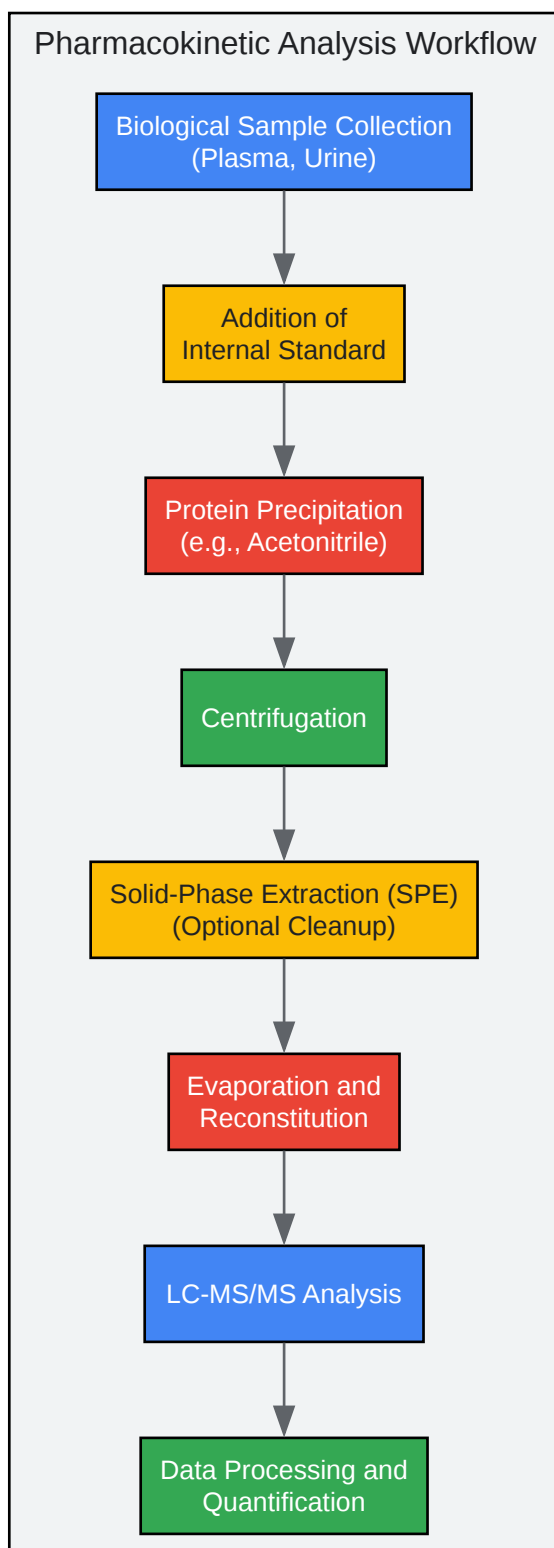 Pharmacokinetic Analysis Workflow
Biological Sample Collection
(Plasma, Urine)
Addition of
Internal Standard
Protein Precipitation
(e.g., Acetonitrile)
Centrifugation
Solid-Phase Extraction (SPE)
(Optional Cleanup)
Evaporation and
Reconstitution
LC-MS/MS Analysis
Data Processing and
Quantification